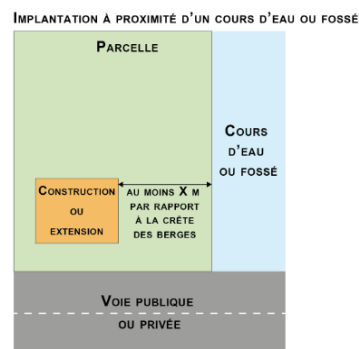 IMPLANTATION À PROXIMITÉ D'UN COURS D'EAU OU FOSSÉ
PARCELLE
COURS
D'EAU
OU FOSSÉ
CONSTRUCTION
OU
EXTENSION
AU MOINS X M
PAR RAPPORT
À LA CRÊTE
DES BERGES
VOIE PUBLIQUE
OU PRIVÉE